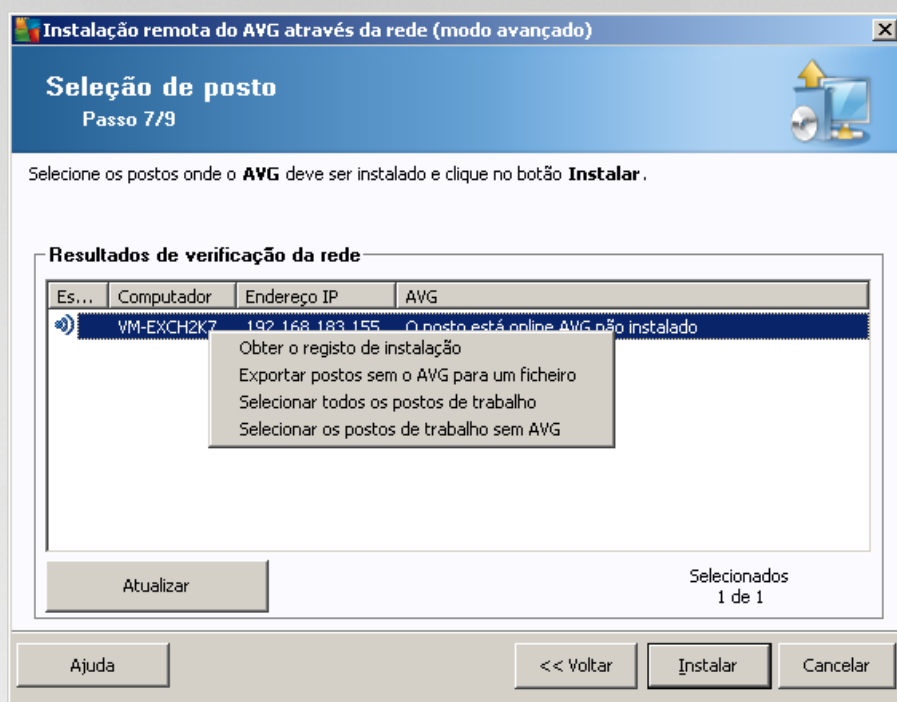 Instalação remota do AVG através da rede (modo avançado)
Seleção de posto
Passo 7/9
Selecione os postos onde o AVG deve ser instalado e clique no botão Instalar.
Resultados de verificação da rede
Es... Computador Endereço IP AVG
VM-EXCH2K7 192.168.183.155 O posto está online AVG não instalado
Obter o registo de instalação
Exportar postos sem o AVG para um ficheiro
Selecionar todos os postos de trabalho
Selecionar os postos de trabalho sem AVG
Atualizar
Selecionados
1 de 1
Ajuda << Voltar Instalar Cancelar